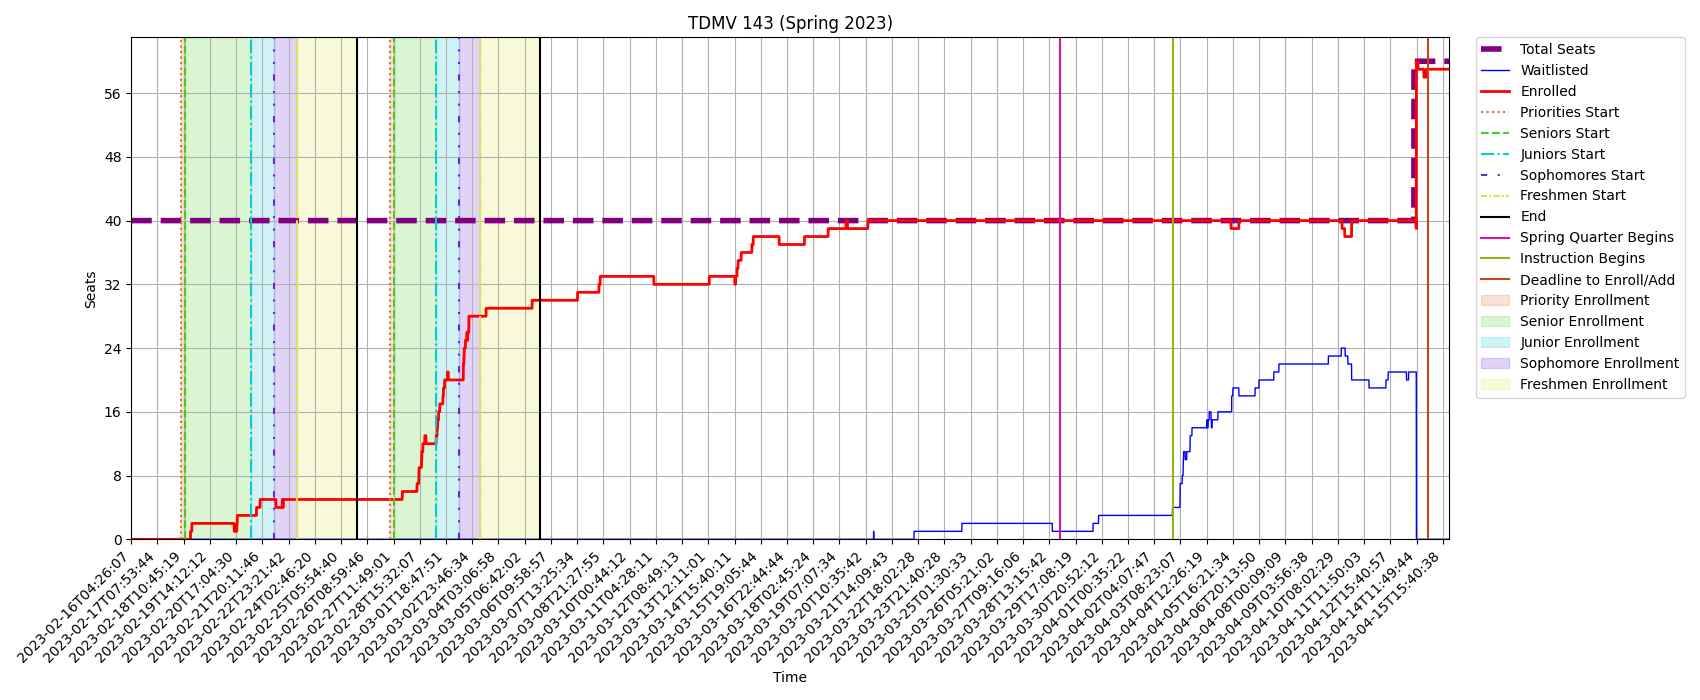 TDMV 143 (Spring 2023)
Total Seats
Waitlisted
Enrolled
Priorities Start
Seniors Start
Juniors Start
Sophomores Start
Freshmen Start
End
Spring Quarter Begins
Instruction Begins
Deadline to Enroll/Add
Priority Enrollment
Senior Enrollment
Junior Enrollment
Sophomore Enrollment
Freshmen Enrollment
Seats
56
48
40
32
24
16
8
0
2023-02-16T04:26:07
2023-02-17T07:53:44
2023-02-18T10:45:19
2023-02-19T14:12:12
2023-02-20T17:04:30
2023-02-21T20:11:46
2023-02-22T23:21:42
2023-02-24T02:46:20
2023-02-25T05:54:40
2023-02-26T08:59:46
2023-02-27T11:49:01
2023-02-28T15:32:07
2023-03-01T18:47:51
2023-03-02T23:46:34
2023-03-04T03:06:58
2023-03-05T06:42:02
2023-03-06T09:58:57
2023-03-07T13:25:34
2023-03-08T21:27:55
2023-03-10T00:44:12
2023-03-11T04:28:11
2023-03-12T08:49:13
2023-03-13T12:11:01
2023-03-14T15:40:11
2023-03-15T19:05:44
2023-03-16T22:44:44
2023-03-18T02:45:24
2023-03-19T07:07:34
2023-03-20T10:35:42
2023-03-21T14:09:43
2023-03-22T18:02:28
2023-03-23T21:40:28
2023-03-25T01:30:33
2023-03-26T05:21:02
2023-03-27T09:16:06
2023-03-28T13:15:42
2023-03-29T17:08:19
2023-03-30T20:52:12
2023-04-01T00:35:22
2023-04-02T04:07:47
2023-04-03T08:23:07
2023-04-04T12:26:19
2023-04-05T16:21:34
2023-04-06T20:13:50
2023-04-08T00:09:09
2023-04-09T03:56:38
2023-04-10T08:02:29
2023-04-11T11:50:03
2023-04-12T15:40:57
2023-04-14T11:49:44
2023-04-15T15:40:38
Time